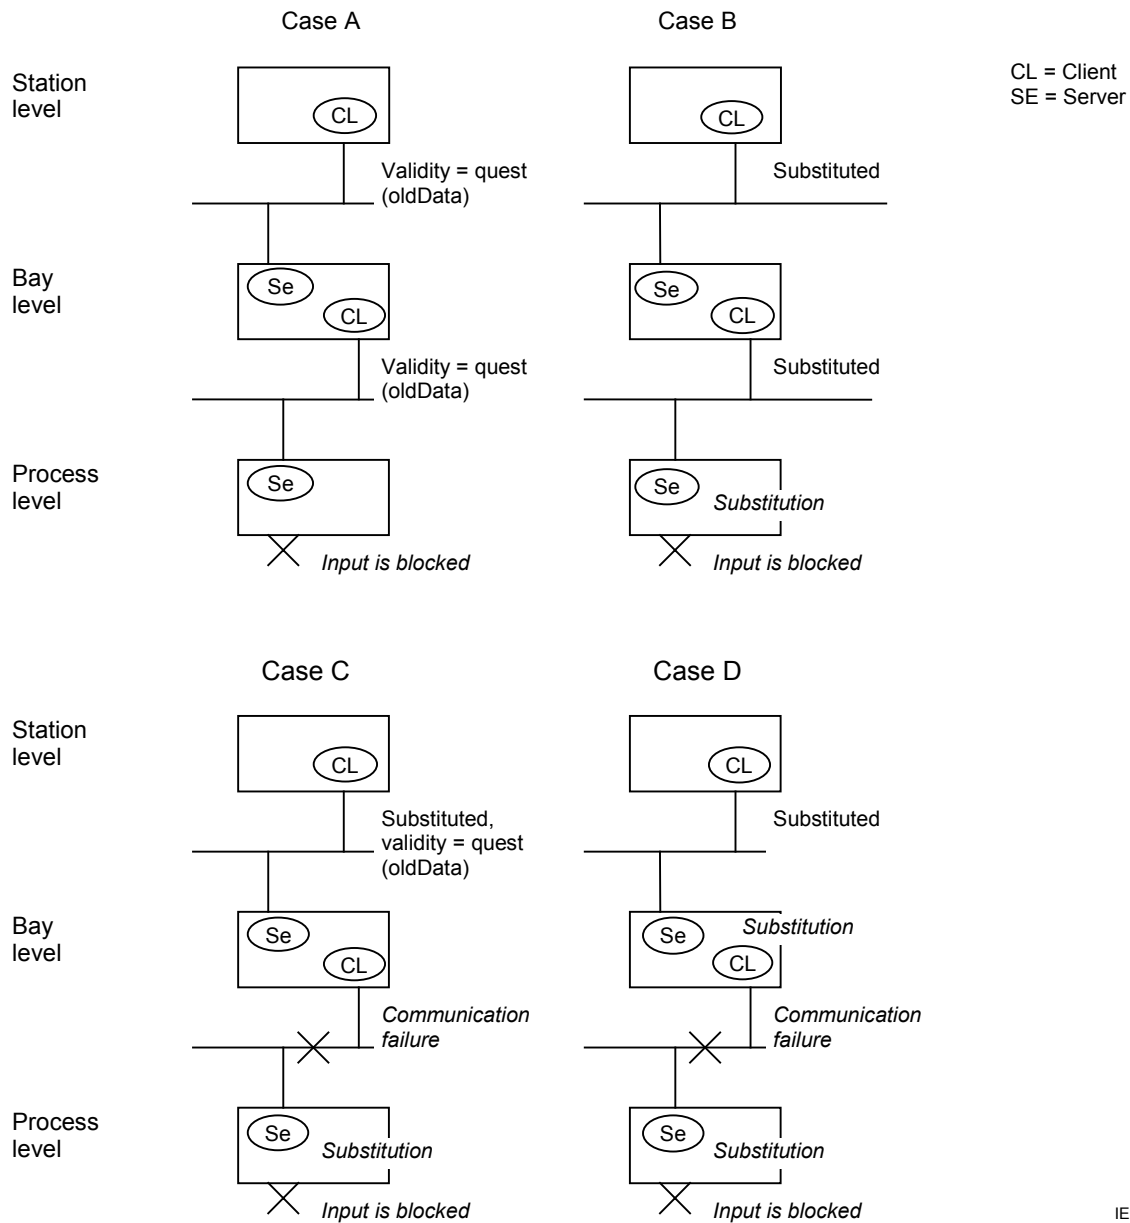 Case A
Case B
CL = Client
SE = Server
Station
level
CL
CL
Validity = quest
(oldData)
Substituted
Bay
level
Se
CL
Se
CL
Validity = quest
(oldData)
Substituted
Process
level
Se
Se
Substitution
Input is blocked
Input is blocked
Case C
Case D
Station
level
CL
CL
Substituted,
validity = quest
(oldData)
Substituted
Bay
level
Se
CL
Se
Substitution
CL
Communication
failure
Communication
failure
Process
level
Se
Substitution
Se
Substitution
Input is blocked
Input is blocked
IE